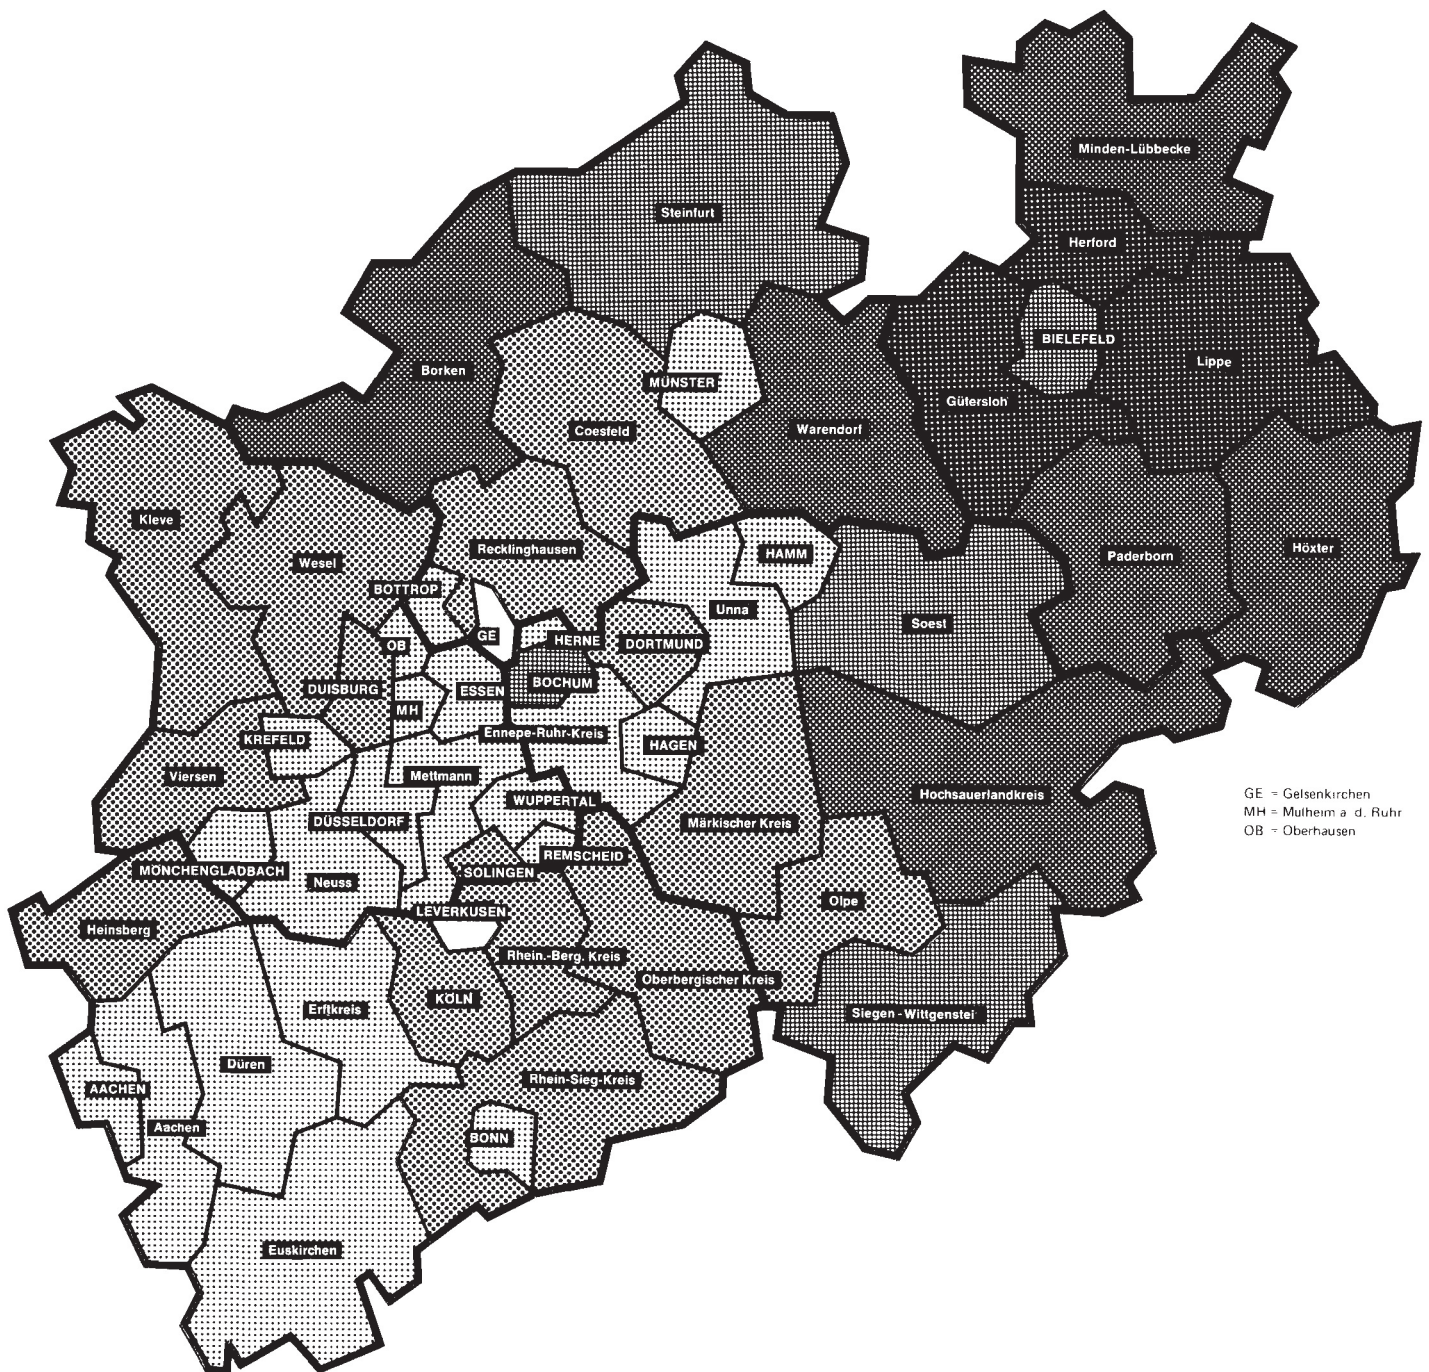 Minden-Lübbecke
Steinfurt
Herford
BIELEFELD
Lippe
Borken
MÜNSTER
Gütersloh
Coesfeld
Warendorf
Kleve
Recklinghausen
HAMM
Paderborn
Höxter
Wesel
BOTTROP
Unna
Soest
GE
HERNE
DORTMUND
OB
DUISBURG
ESSEN
BOCHUM
MH
Ennepe-Ruhr-Kreis
KREFELD
HAGEN
Viersen
Mettmann
Hochsauerlandkreis
GE = Gelsenkirchen
MH = Mulheim a d. Ruhr
OB = Oberhausen
WUPPERTAL
DÜSSELDORF
Märkischer Kreis
REMSCHEID
MÖNCHENGLADBACH
SOLINGEN
Neuss
Olpe
LEVERKUSEN
Heinsberg
Rhein.-Berg. Kreis
Oberbergischer Kreis
KÖLN
Erftkreis
Siegen-Wittgenstei
Düren
Rhein-Sieg-Kreis
AACHEN
Aachen
BONN
Euskirchen